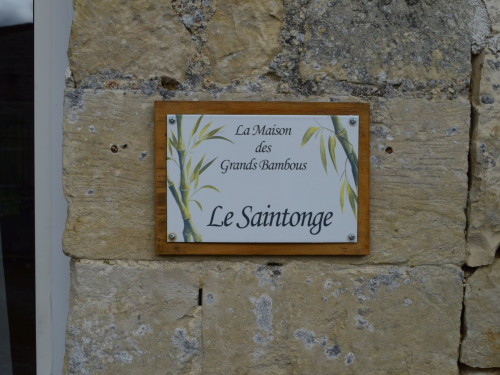 La Maison
des
Grands Bambous
Le Saintonge